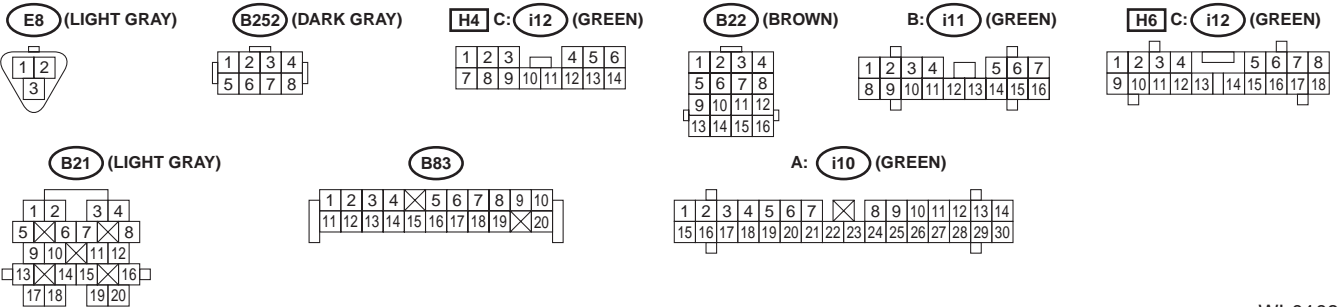 E8 (LIGHT GRAY) B252 (DARK GRAY) H4 C: i12 (GREEN) B22 (BROWN) B: i11 (GREEN) H6 C: i12 (GREEN)
1 2
3
1 2 3 4
5 6 7 8
1 2 3 4 5 6
7 8 9 10 11 12 13 14
1 2 3 4
5 6 7 8
9 10 11 12
13 14 15 16
1 2 3 4 5 6 7
8 9 10 11 12 13 14 15 16
1 2 3 4 5 6 7 8
9 10 11 12 13 14 15 16 17 18
B21 (LIGHT GRAY) B83 A: i10 (GREEN)
1 2 3 4
5 6 7 8
9 10 11 12
13 14 15 16
17 18 19 20
1 2 3 4 5 6 7 8 9 10
11 12 13 14 15 16 17 18 19 20
1 2 3 4 5 6 7 8 9 10 11 12 13 14
15 16 17 18 19 20 21 22 23 24 25 26 27 28 29 30